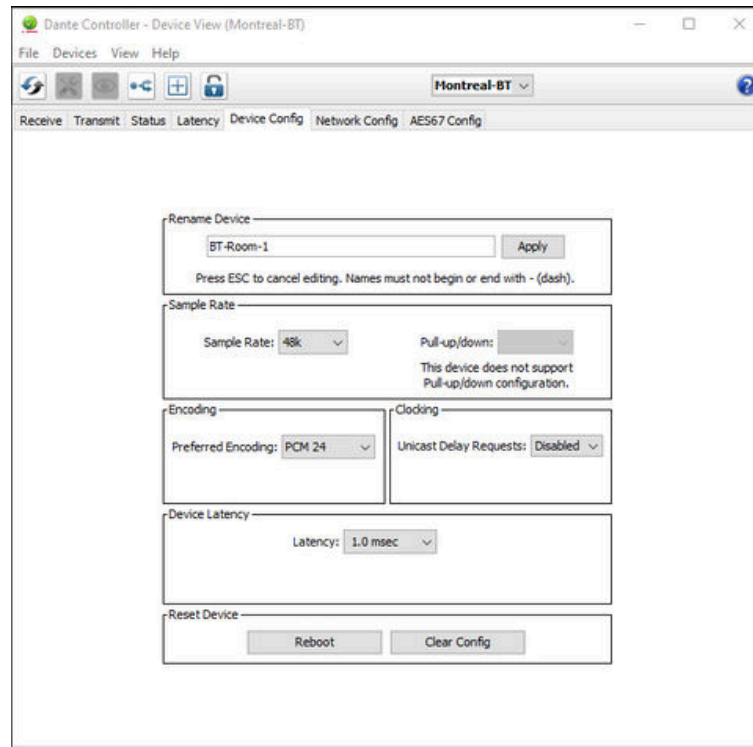 Dante Controller - Device View (Montreal-BT)
File Devices View Help
Montreal-BT
?
Receive Transmit Status Latency Device Config Network Config AES67 Config
Rename Device
BT-Room-1 Apply
Press ESC to cancel editing. Names must not begin or end with - (dash).
Sample Rate
Sample Rate: 48k Pull-up/down:
This device does not support
Pull-up/down configuration.
Encoding Clocking
Preferred Encoding: PCM 24 Unicast Delay Requests: Disabled
Device Latency
Latency: 1.0 msec
Reset Device
Reboot Clear Config